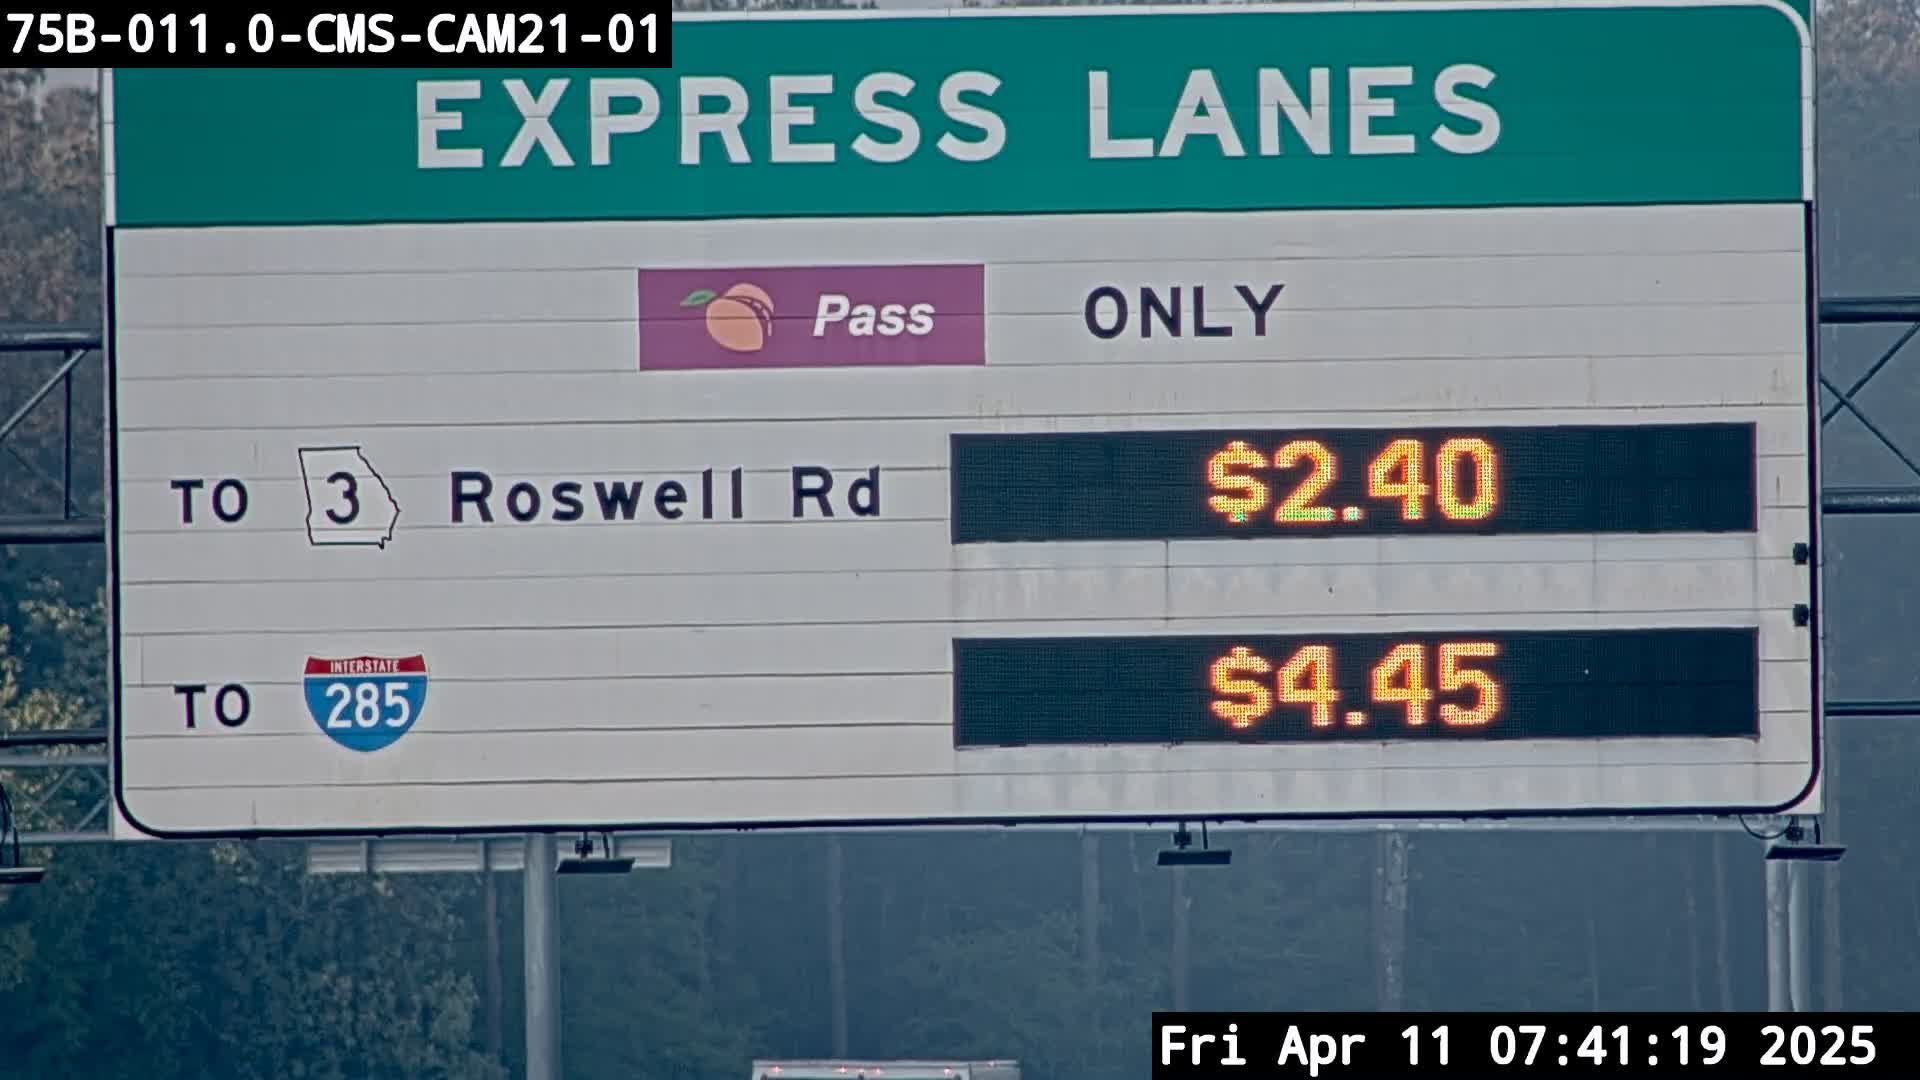 75B-011.0-CMS-CAM21-01
EXPRESS LANES
Pass ONLY
TO 3 Roswell Rd $2.40
TO INTERSTATE 285 $4.45
Fri Apr 11 07:41:19 2025